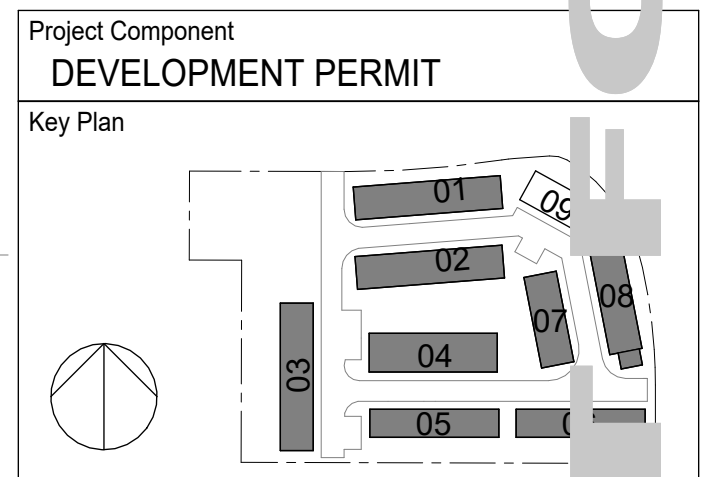 Project Component
DEVELOPMENT PERMIT
Key Plan
01
09
02
08
07
04
03
05